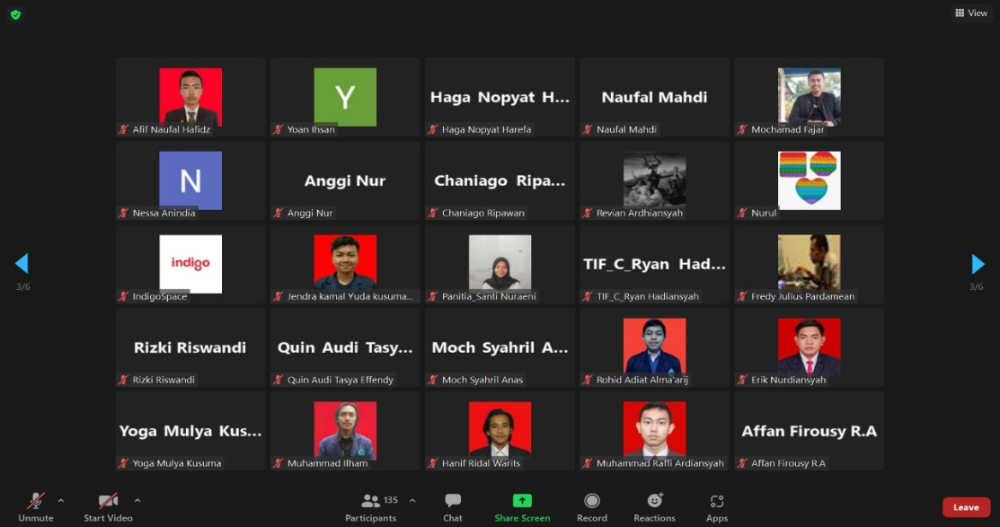 View
Afif Naufal Hafidz
Y
Yoan Ihsan
Haga Nopyat H...
Haga Nopyat Harefa
Naufal Mahdi
Naufal Mahdi
Mochamad Fajar
N
Nessa Anindia
Anggi Nur
Anggi Nur
Chaniago Ripa...
Chaniago Ripawan
Revian Ardhiansyah
Nurul
indigo
IndigoSpace
Jendra kamal Yuda kusuma...
Panitia_Santi Nuraeni
TIF_C_Ryan Had...
TIF_C_Ryan Hadiansyah
Fredy Julius Pardamean
3/6
3/6
Rizki Riswandi
Rizki Riswandi
Quin Audi Tasy...
Quin Audi Tasya Effendy
Moch Syahril A...
Moch Syahril Anas
Rohid Adiat Alma'arij
Erik Nurdiansyah
Yoga Mulya Kus...
Yoga Mulya Kusuma
Muhammad Ilham
Hanif Ridal Warits
Muhammad Raffi Ardiansyah
Affan Firousy R.A
Affan Firousy R.A
Unmute
Start Video
135
Participants
Chat
Share Screen
Record
Reactions
Apps
Leave